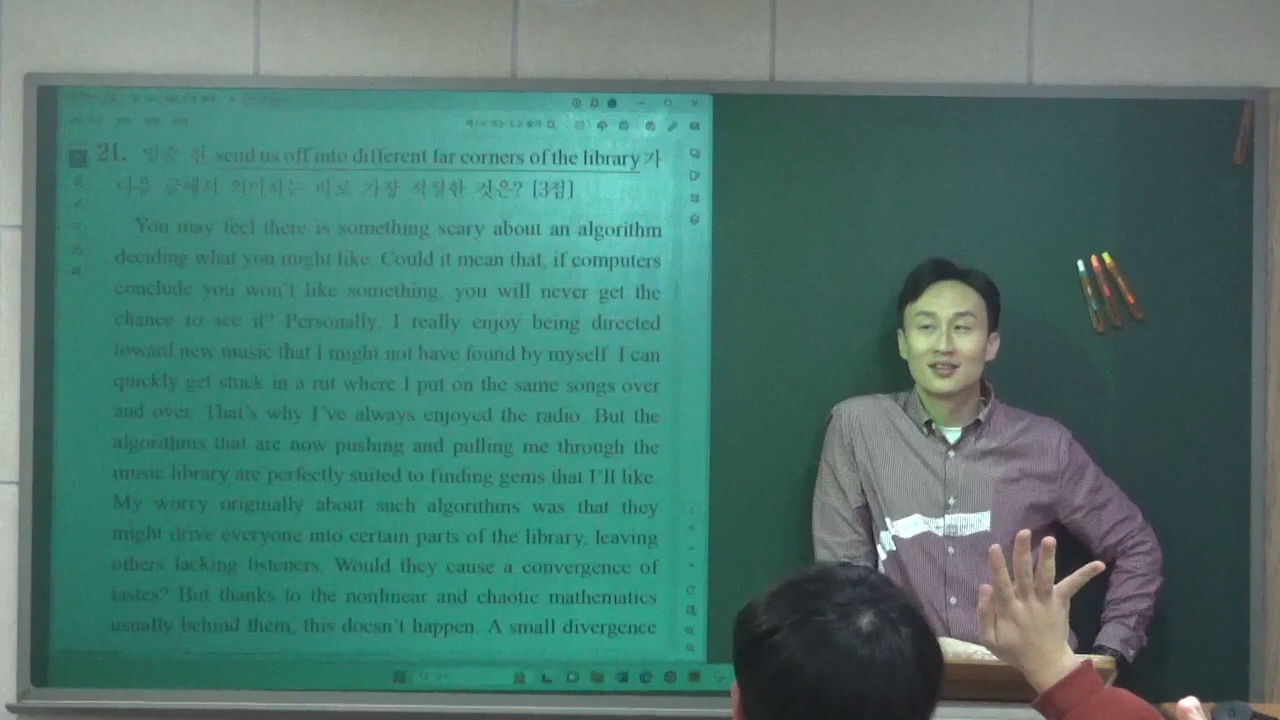 21. 밑줄 친 send us off into different far corners of the library가
다음 글에서 의미하는 바로 가장 적절한 것은? [3점]
You may feel there is something scary about an algorithm
deciding what you might like. Could it mean that, if computers
conclude you won't like something, you will never get the
chance to see it? Personally, I really enjoy being directed
toward new music that I might not have found by myself. I can
quickly get stuck in a rut where I put on the same songs over
and over. That's why I've always enjoyed the radio. But the
algorithms that are now pushing and pulling me through the
music library are perfectly suited to finding gems that I'll like.
My worry originally about such algorithms was that they
might drive everyone into certain parts of the library, leaving
others lacking listeners. Would they cause a convergence of
tastes? But thanks to the nonlinear and chaotic mathematics
usually behind them, this doesn't happen. A small divergence